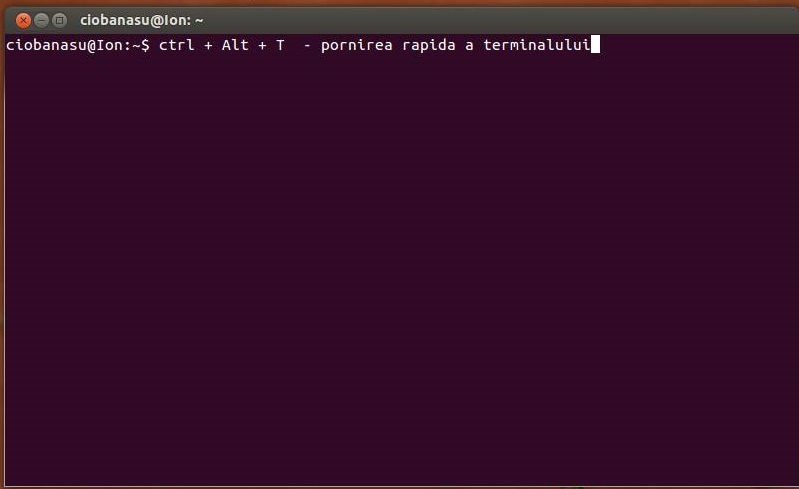 ciobanasu@Ion: ~
ciobanasu@Ion:~$ ctrl + Alt + T  - pornirea rapida a terminalului